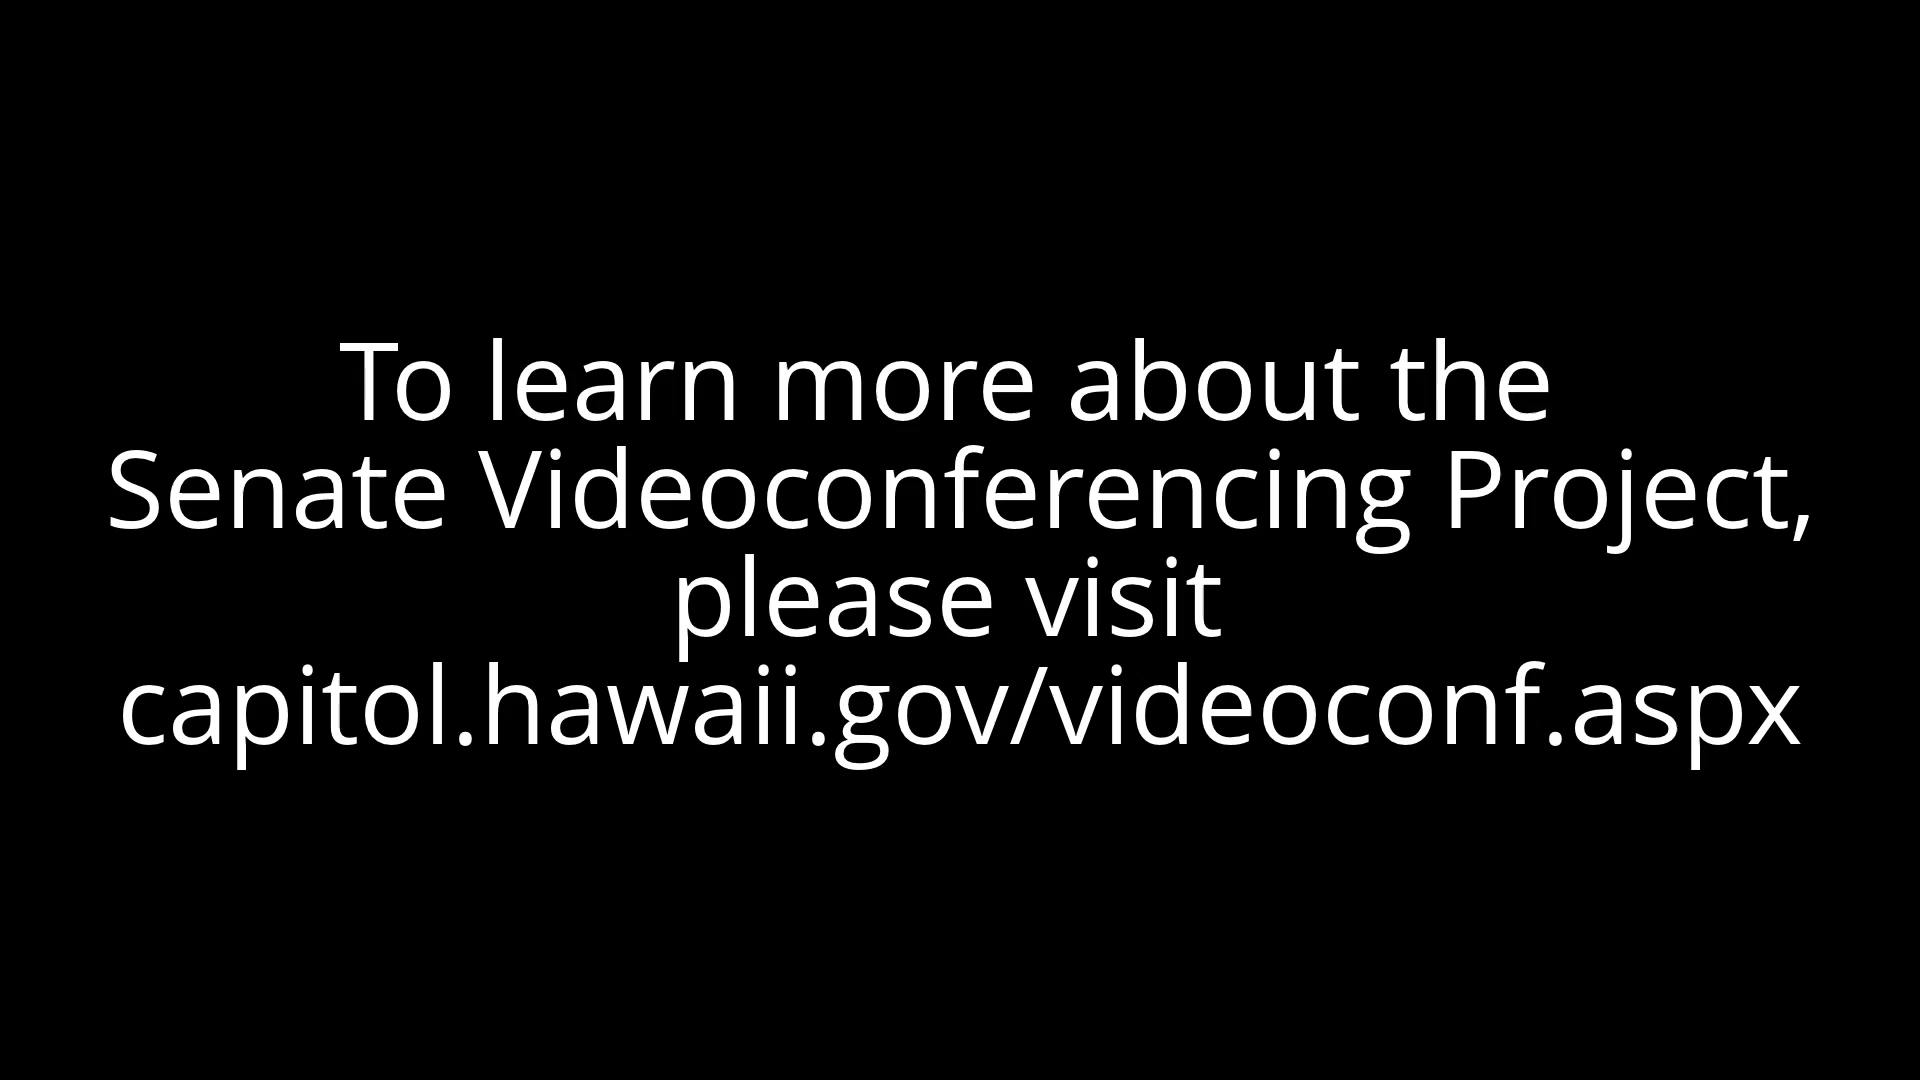 To learn more about the
Senate Videoconferencing Project,
please visit
capitol.hawaii.gov/videoconf.aspx